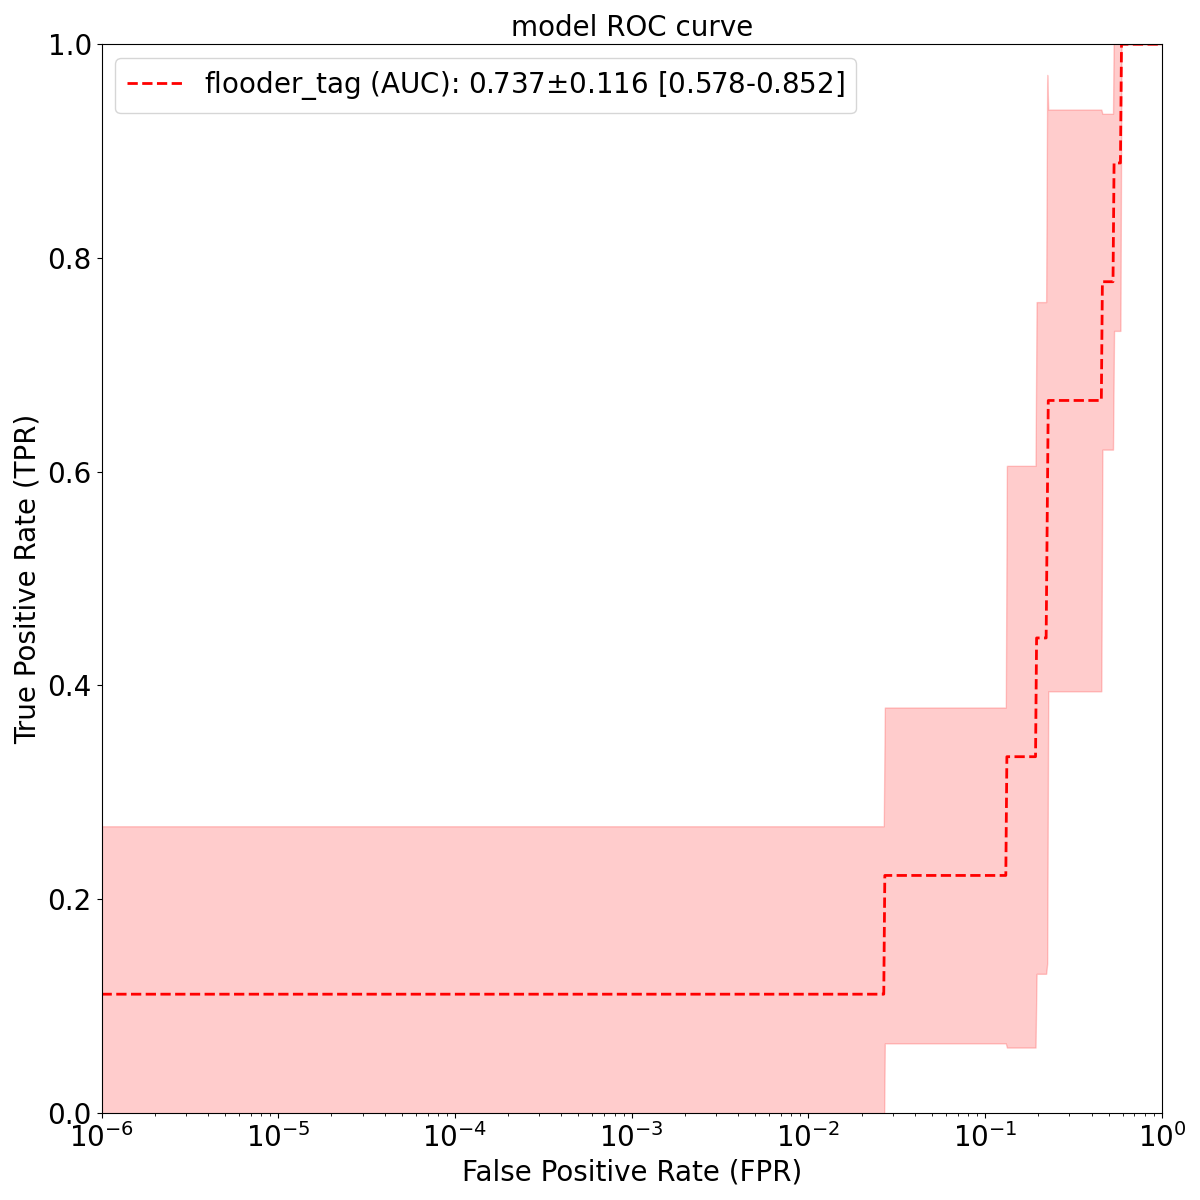 model ROC curve
flooder_tag (AUC): 0.737±0.116 [0.578-0.852]
True Positive Rate (TPR)
1.0
0.8
0.6
0.4
0.2
0.0
10⁻⁶ 10⁻⁵ 10⁻⁴ 10⁻³ 10⁻² 10⁻¹ 10⁰
False Positive Rate (FPR)